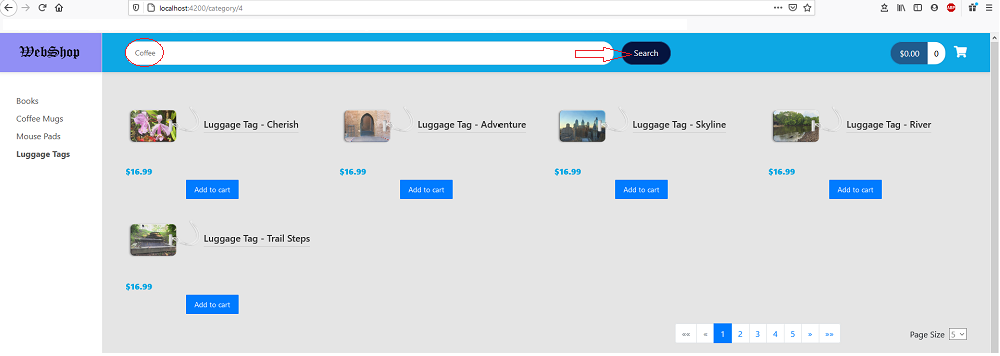 localhost:4200/category/4
WebShop
Coffee
Search
$0.00 0
Books
Coffee Mugs
Mouse Pads
Luggage Tags
Luggage Tag - Cherish
$16.99
Add to cart
Luggage Tag - Adventure
$16.99
Add to cart
Luggage Tag - Skyline
$16.99
Add to cart
Luggage Tag - River
$16.99
Add to cart
Luggage Tag - Trail Steps
$16.99
Add to cart
«« « 1 2 3 4 5 » »»
Page Size 5